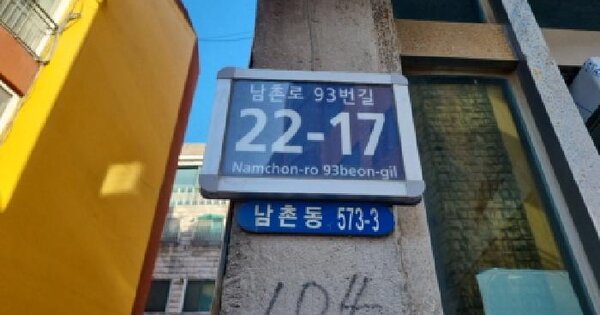 남촌로 93번길
22-17
Namchon-ro 93beon-gil
남촌동 573-3